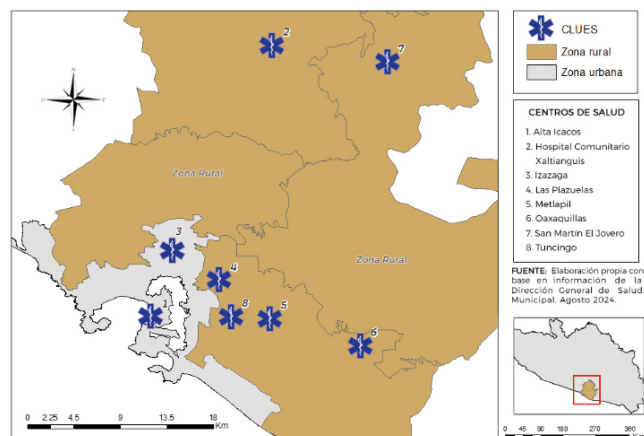 2
7
CLUES
Zona rural
Zona urbana
CENTROS DE SALUD
1. Alta Icacos
2. Hospital Comunitario
Xaltianguis
3. Izazaga
4. Las Plazuelas
5. Metlapil
6. Oaxaquillas
7. San Martín El Jovero
8. Tuncingo
Zona Rural
3
Zona Rural
4
FUENTE: Elaboración propia con
base en información de la
Dirección General de Salud
Municipal. Agosto 2024.
1
8
5
6
0 2.25 4.5 9 13.5 18
Km
0 45 90 180 270 380
Km